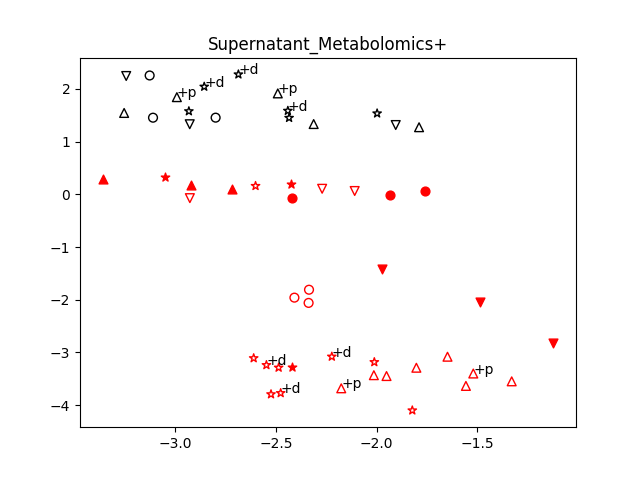 Supernatant_Metabolomics+
+d
+d
+p
+p
+d
+d
+d
+p
+p
+d
2
1
0
−1
−2
−3
−4
−3.0 −2.5 −2.0 −1.5